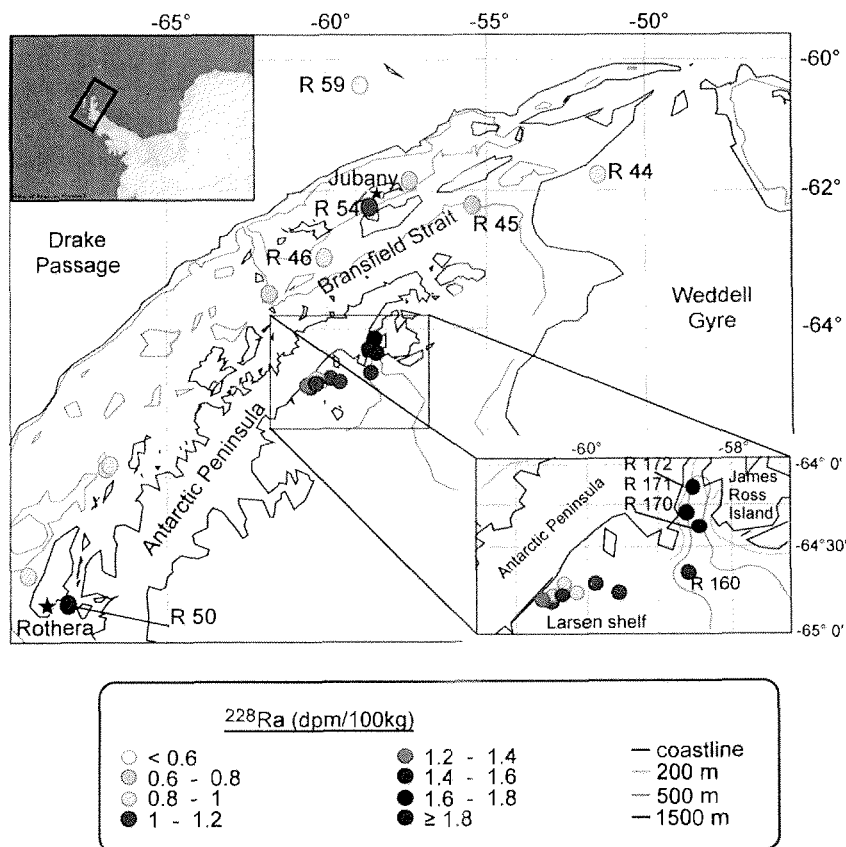 -65° -60° -55° -50°
-60°
R 59
Jubany
R 44
-62°
R 54
R 45
Drake
Passage
R 46
Bransfield Strait
Weddell
Gyre
-64°
Antarctic Peninsula
-60° -58°
R 172
-64° 0'
R 171
R 170
James
Ross
Island
Antarctic Peninsula
-64°30'
R 160
R 50
Rothera
Larsen shelf
-65° 0'
228Ra (dpm/100kg)
< 0.6
0.6 - 0.8
0.8 - 1
1 - 1.2
1.2 - 1.4
1.4 - 1.6
1.6 - 1.8
≥ 1.8
coastline
200 m
500 m
1500 m